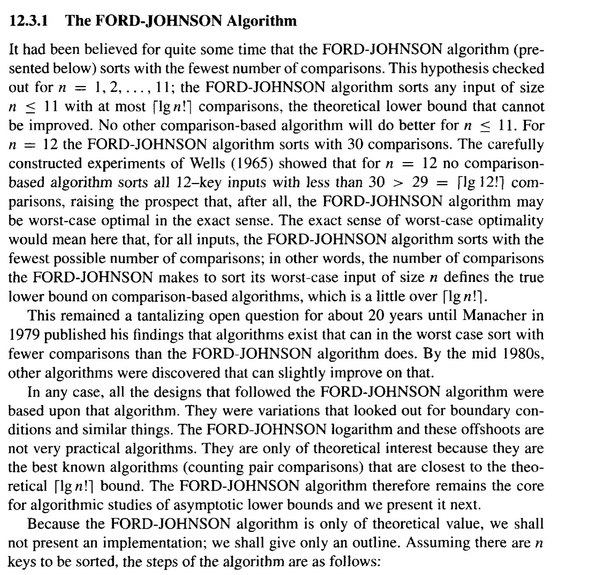 12.3.1 The FORD-JOHNSON Algorithm
It had been believed for quite some time that the FORD-JOHNSON algorithm (pre-
sented below) sorts with the fewest number of comparisons. This hypothesis checked
out for n = 1, 2, . . . , 11; the FORD-JOHNSON algorithm sorts any input of size
n ≤ 11 with at most ⌈lg n!⌉ comparisons, the theoretical lower bound that cannot
be improved. No other comparison-based algorithm will do better for n ≤ 11. For
n = 12 the FORD-JOHNSON algorithm sorts with 30 comparisons. The carefully
constructed experiments of Wells (1965) showed that for n = 12 no comparison-
based algorithm sorts all 12–key inputs with less than 30 > 29 = ⌈lg 12!⌉ com-
parisons, raising the prospect that, after all, the FORD-JOHNSON algorithm may
be worst-case optimal in the exact sense. The exact sense of worst-case optimality
would mean here that, for all inputs, the FORD-JOHNSON algorithm sorts with the
fewest possible number of comparisons; in other words, the number of comparisons
the FORD-JOHNSON makes to sort its worst-case input of size n defines the true
lower bound on comparison-based algorithms, which is a little over ⌈lg n!⌉.
This remained a tantalizing open question for about 20 years until Manacher in
1979 published his findings that algorithms exist that can in the worst case sort with
fewer comparisons than the FORD-JOHNSON algorithm does. By the mid 1980s,
other algorithms were discovered that can slightly improve on that.
In any case, all the designs that followed the FORD-JOHNSON algorithm were
based upon that algorithm. They were variations that looked out for boundary con-
ditions and similar things. The FORD-JOHNSON logarithm and these offshoots are
not very practical algorithms. They are only of theoretical interest because they are
the best known algorithms (counting pair comparisons) that are closest to the theo-
retical ⌈lg n!⌉ bound. The FORD-JOHNSON algorithm therefore remains the core
for algorithmic studies of asymptotic lower bounds and we present it next.
Because the FORD-JOHNSON algorithm is only of theoretical value, we shall
not present an implementation; we shall give only an outline. Assuming there are n
keys to be sorted, the steps of the algorithm are as follows: